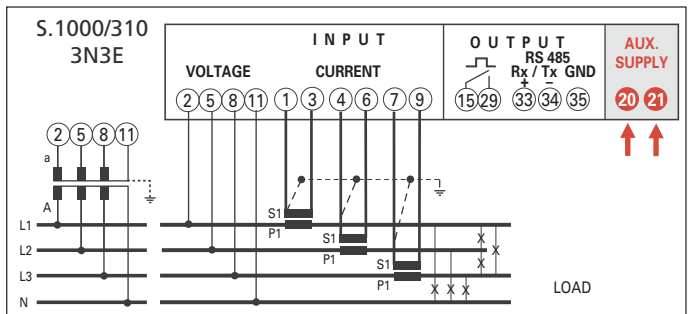 S.1000/310
3N3E
INPUT
VOLTAGE
CURRENT
2 5 8 11 1 3 4 6 7 9
OUTPUT
RS 485
Rx / Tx GND
+ −
15 29 33 34 35
AUX.
SUPPLY
20 21
2 5 8 11
a
A
L1
L2
L3
N
S1
P1
S1
P1
S1
P1
X
X
X
X X X
LOAD